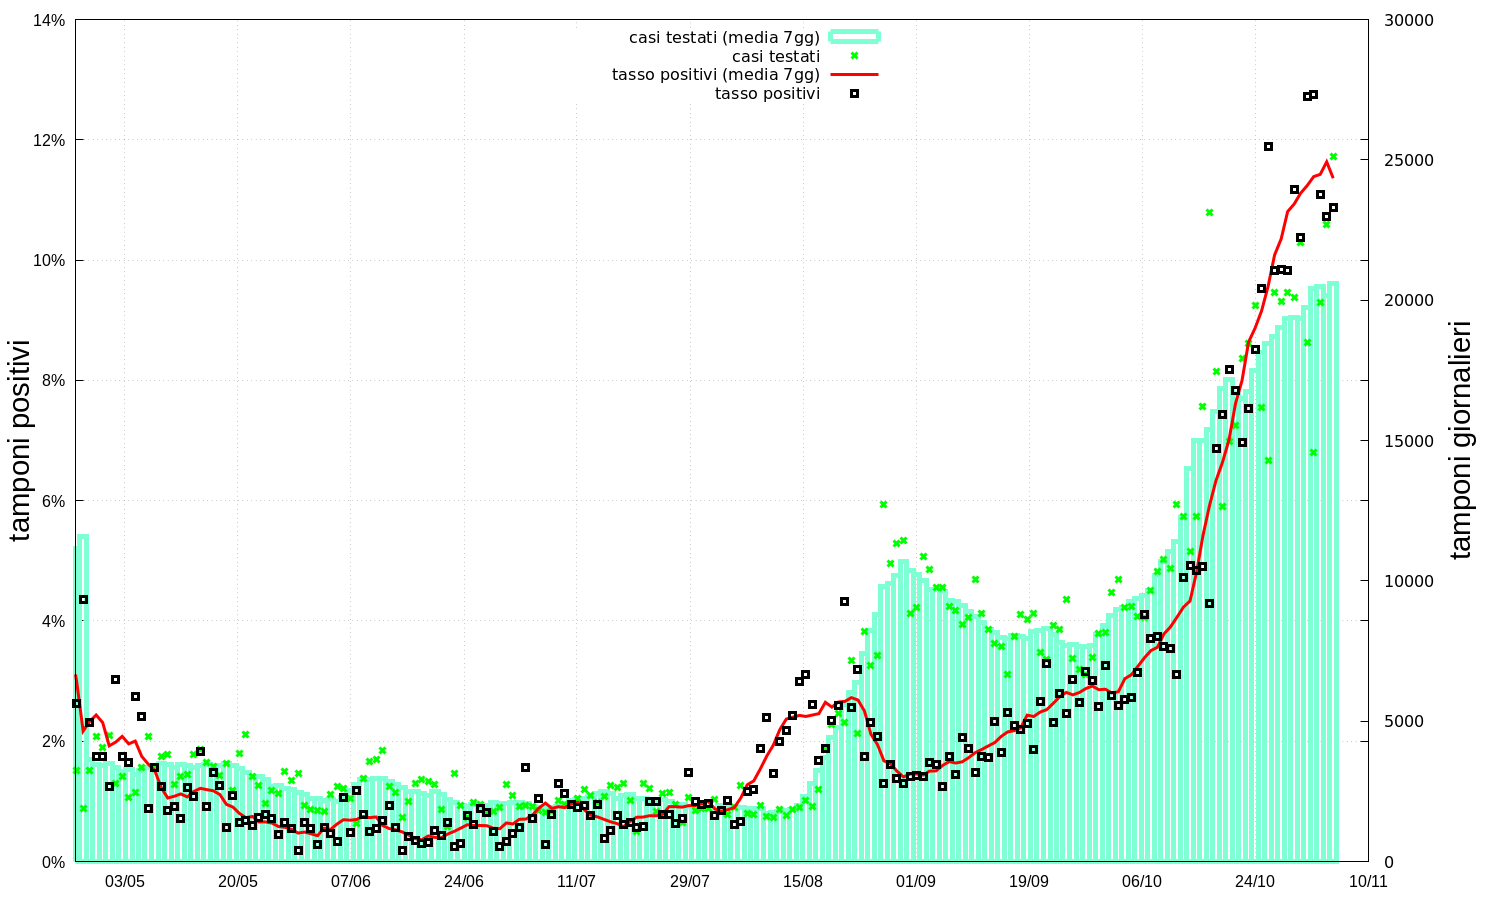 casi testati (media 7gg)
casi testati
tasso positivi (media 7gg)
tasso positivi
tamponi positivi
14%
12%
10%
8%
6%
4%
2%
0%
tamponi giornalieri
30000
25000
20000
15000
10000
5000
0
03/05 20/05 07/06 24/06 11/07 29/07 15/08 01/09 19/09 06/10 24/10 10/11